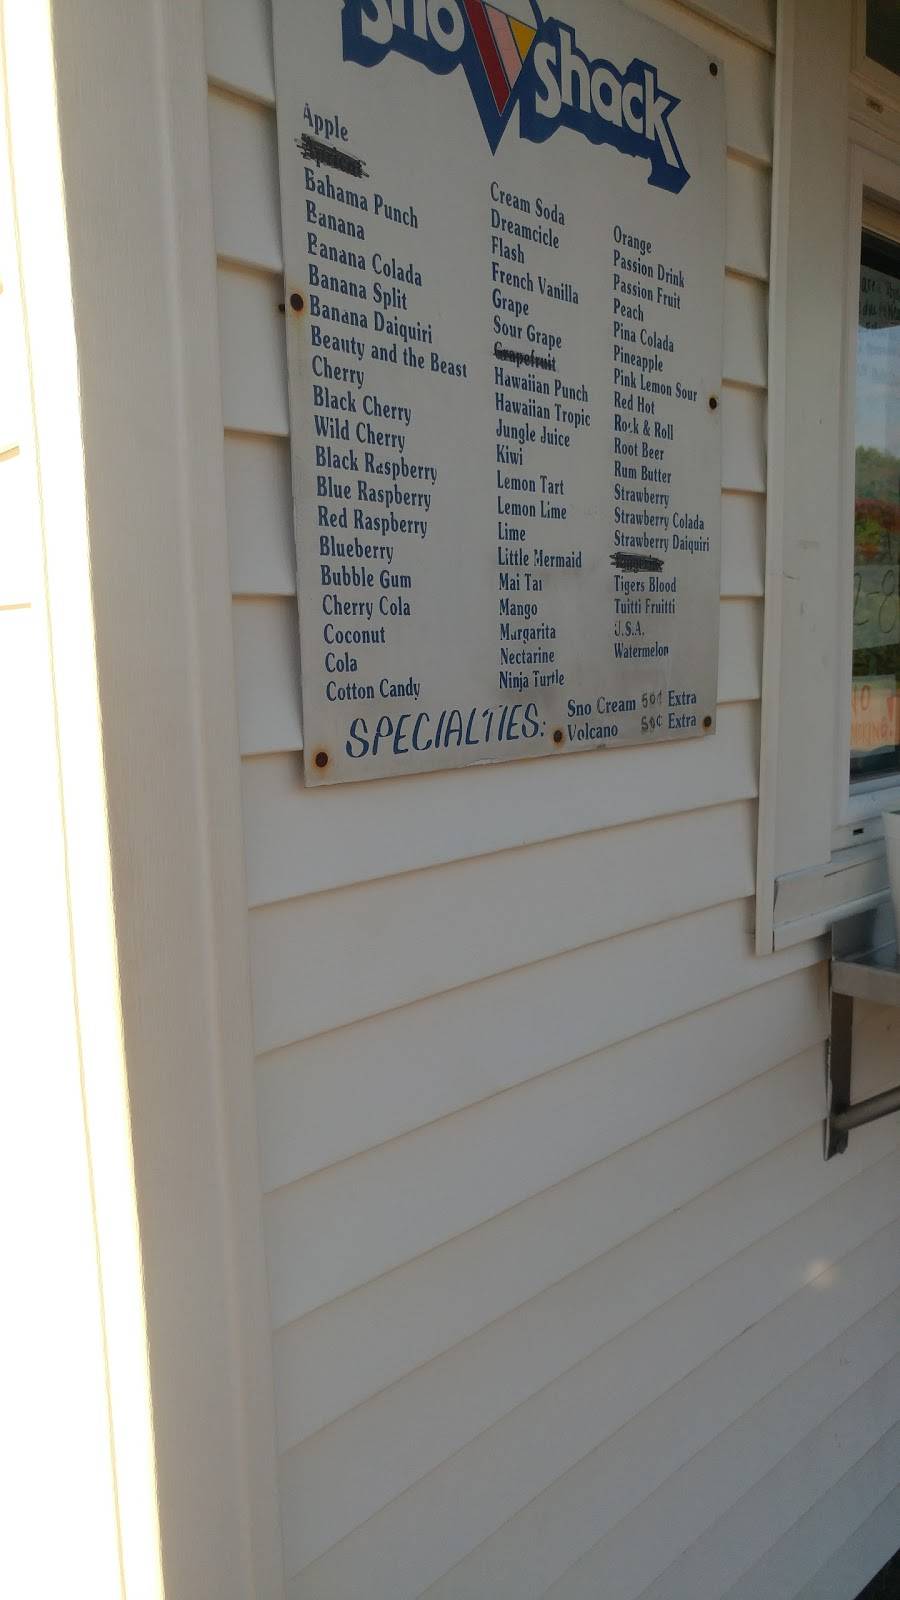 Sno shack
Apple
Apricot
Bahama Punch
Banana
Banana Colada
Banana Split
Banana Daiquiri
Beauty and the Beast
Cherry
Black Cherry
Wild Cherry
Black Raspberry
Blue Raspberry
Red Raspberry
Blueberry
Bubble Gum
Cherry Cola
Coconut
Cola
Cotton Candy
Cream Soda
Dreamcicle
Flash
French Vanilla
Grape
Sour Grape
Grapefruit
Hawaiian Punch
Hawaiian Tropic
Jungle Juice
Kiwi
Lemon Tart
Lemon Lime
Lime
Little Mermaid
Mai Tai
Mango
Margarita
Nectarine
Ninja Turtle
Orange
Passion Drink
Passion Fruit
Peach
Pina Colada
Pineapple
Pink Lemon Sour
Red Hot
Rock & Roll
Root Beer
Rum Butter
Strawberry
Strawberry Colada
Strawberry Daiquiri
Tigers Blood
Tuitti Fruitti
U.S.A.
Watermelon
SPECIALTIES:
Sno Cream 50¢ Extra
Volcano 50¢ Extra